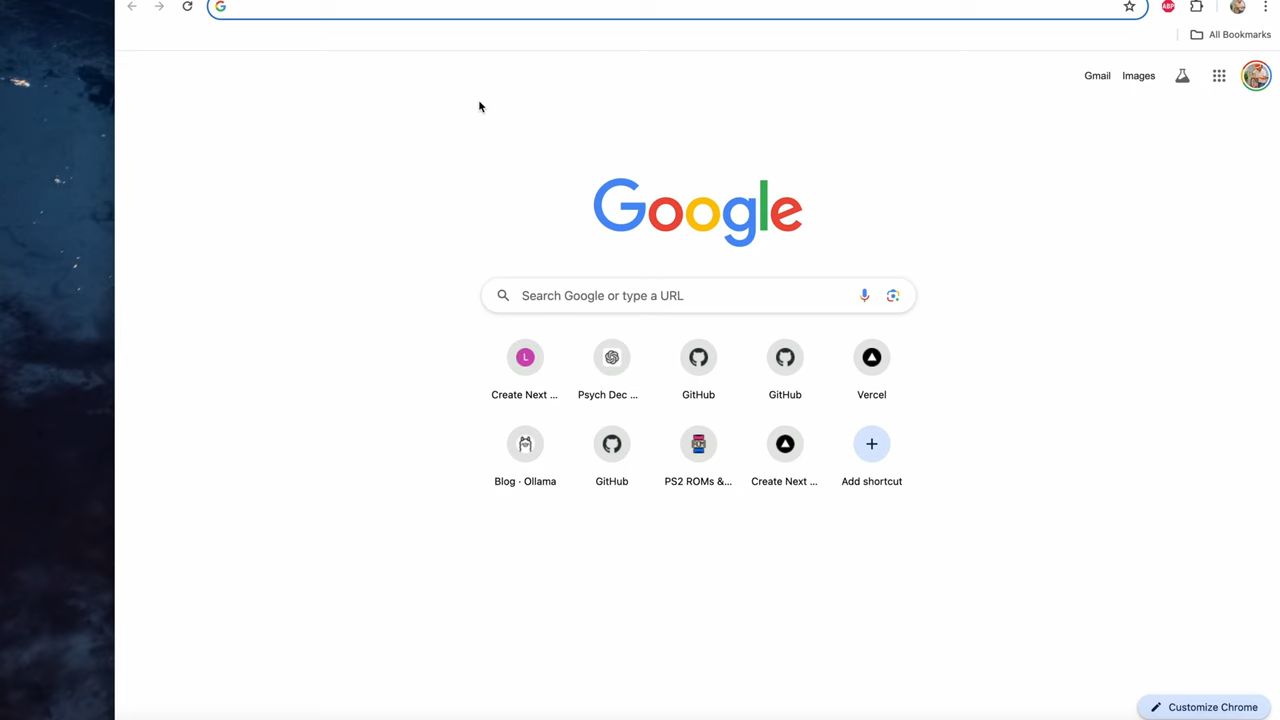 All Bookmarks
Gmail Images
Google
Search Google or type a URL
L
Create Next ... Psych Dec ... GitHub GitHub Vercel
Blog · Ollama GitHub PS2 ROMs &... Create Next ... Add shortcut
Customize Chrome